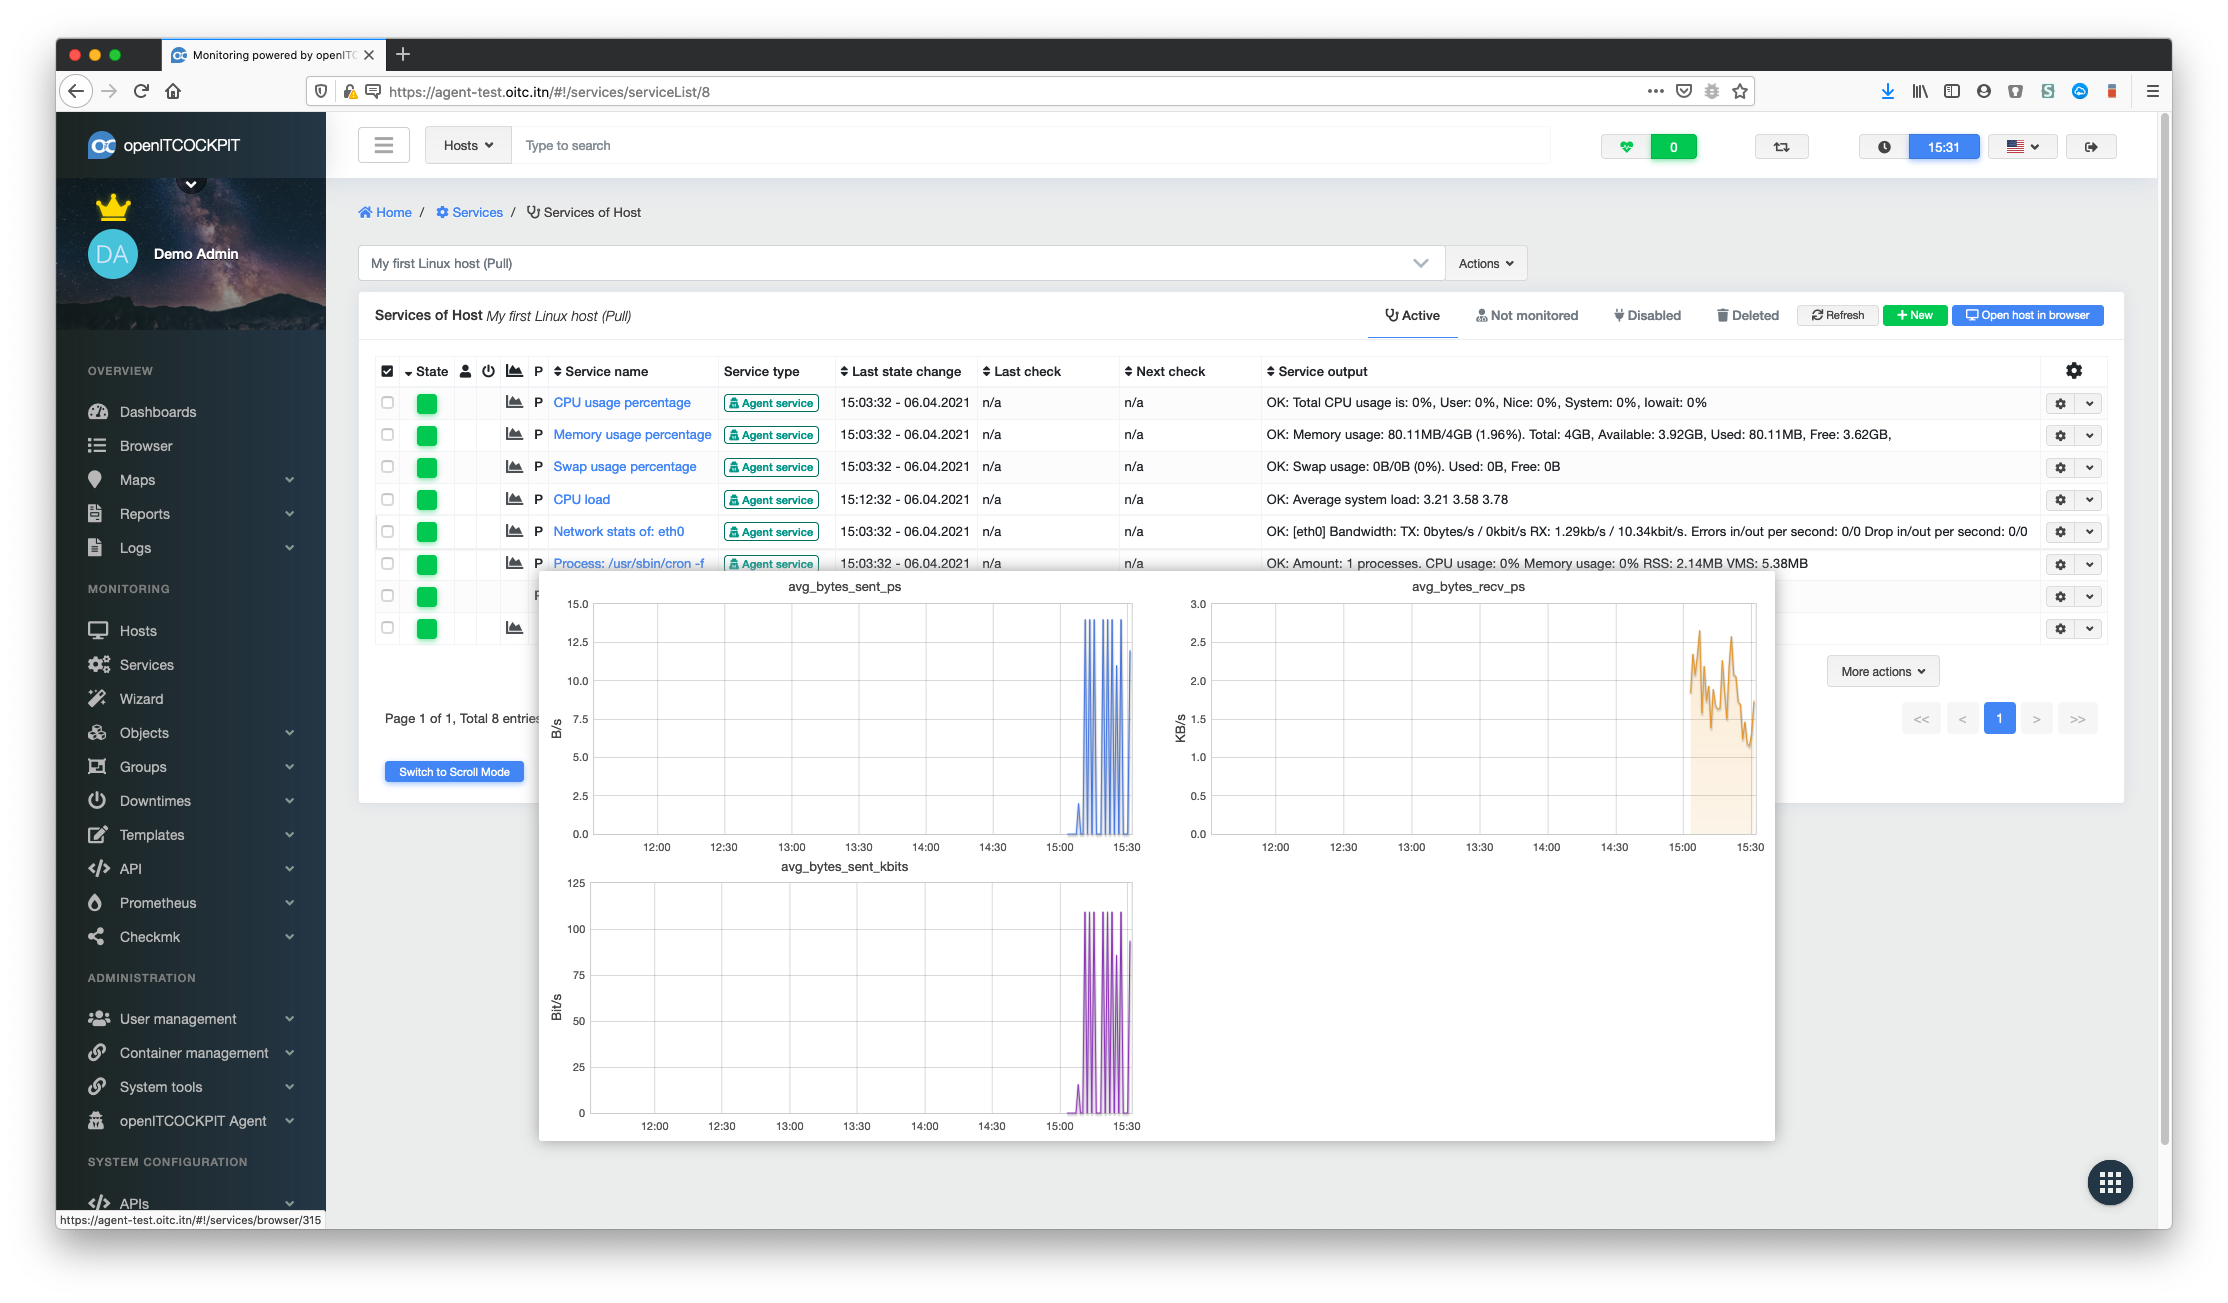 Monitoring powered by openITC
https://agent-test.oitc.itn/#!/services/serviceList/8
openITCOCKPIT
Hosts
Type to search
0
15:31
DA
Demo Admin
Home / Services / Services of Host
My first Linux host (Pull)
Actions
Services of Host My first Linux host (Pull)
Active
Not monitored
Disabled
Deleted
Refresh
New
Open host in browser
State P Service name Service type Last state change Last check Next check Service output
P CPU usage percentage Agent service 15:03:32 - 06.04.2021 n/a n/a OK: Total CPU usage is: 0%, User: 0%, Nice: 0%, System: 0%, Iowait: 0%
P Memory usage percentage Agent service 15:03:32 - 06.04.2021 n/a n/a OK: Memory usage: 80.11MB/4GB (1.96%). Total: 4GB, Available: 3.92GB, Used: 80.11MB, Free: 3.62GB,
P Swap usage percentage Agent service 15:03:32 - 06.04.2021 n/a n/a OK: Swap usage: 0B/0B (0%). Used: 0B, Free: 0B
P CPU load Agent service 15:12:32 - 06.04.2021 n/a n/a OK: Average system load: 3.21 3.58 3.78
P Network stats of: eth0 Agent service 15:03:32 - 06.04.2021 n/a n/a OK: [eth0] Bandwidth: TX: 0bytes/s / 0kbit/s RX: 1.29kb/s / 10.34kbit/s. Errors in/out per second: 0/0 Drop in/out per second: 0/0
P Process: /usr/sbin/cron -f Agent service 15:03:32 - 06.04.2021 n/a n/a OK: Amount: 1 processes. CPU usage: 0% Memory usage: 0% RSS: 2.14MB VMS: 5.38MB
More actions
Page 1 of 1, Total 8 entries
<< < 1 > >>
Switch to Scroll Mode
avg_bytes_sent_ps
15.0
12.5
10.0
7.5
5.0
2.5
0.0
B/s
12:00 12:30 13:00 13:30 14:00 14:30 15:00 15:30
avg_bytes_recv_ps
3.0
2.5
2.0
1.5
1.0
0.5
0.0
KB/s
12:00 12:30 13:00 13:30 14:00 14:30 15:00 15:30
avg_bytes_sent_kbits
125
100
75
50
25
0
Bit/s
12:00 12:30 13:00 13:30 14:00 14:30 15:00 15:30
OVERVIEW
Dashboards
Browser
Maps
Reports
Logs
MONITORING
Hosts
Services
Wizard
Objects
Groups
Downtimes
Templates
API
Prometheus
Checkmk
ADMINISTRATION
User management
Container management
System tools
openITCOCKPIT Agent
SYSTEM CONFIGURATION
APIs
https://agent-test.oitc.itn/#!/services/browser/315